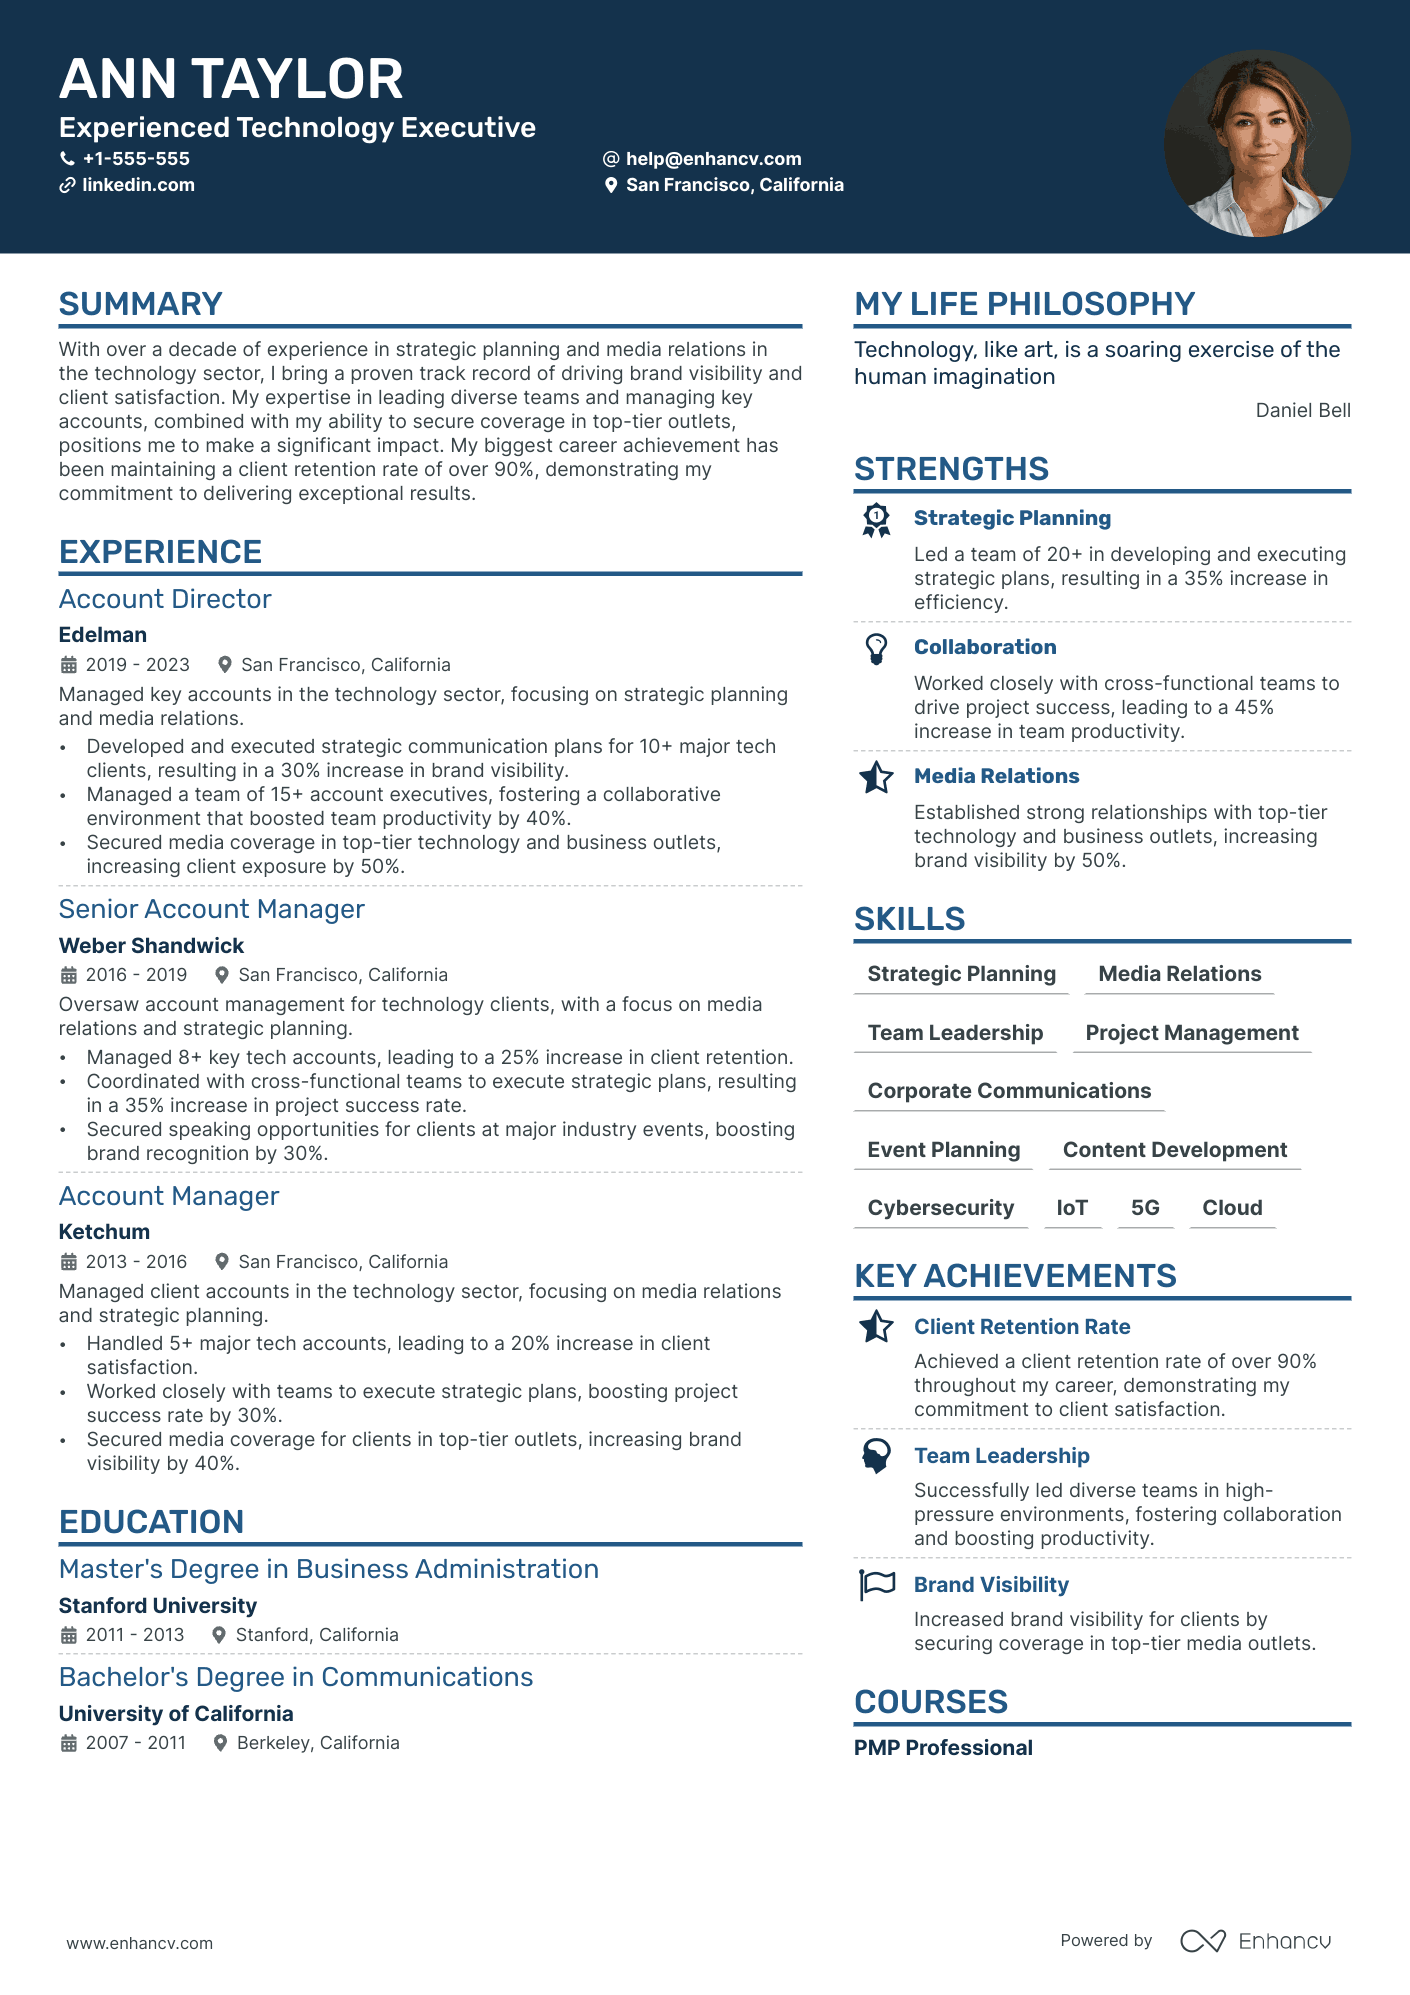 ANN TAYLOR
Experienced Technology Executive
+1-555-555
help@enhancv.com
linkedin.com
San Francisco, California
SUMMARY
With over a decade of experience in strategic planning and media relations in
the technology sector, I bring a proven track record of driving brand visibility and
client satisfaction. My expertise in leading diverse teams and managing key
accounts, combined with my ability to secure coverage in top-tier outlets,
positions me to make a significant impact. My biggest career achievement has
been maintaining a client retention rate of over 90%, demonstrating my
commitment to delivering exceptional results.
EXPERIENCE
Account Director
Edelman
2019 - 2023 San Francisco, California
Managed key accounts in the technology sector, focusing on strategic planning
and media relations.
• Developed and executed strategic communication plans for 10+ major tech
clients, resulting in a 30% increase in brand visibility.
• Managed a team of 15+ account executives, fostering a collaborative
environment that boosted team productivity by 40%.
• Secured media coverage in top-tier technology and business outlets,
increasing client exposure by 50%.
Senior Account Manager
Weber Shandwick
2016 - 2019 San Francisco, California
Oversaw account management for technology clients, with a focus on media
relations and strategic planning.
• Managed 8+ key tech accounts, leading to a 25% increase in client retention.
• Coordinated with cross-functional teams to execute strategic plans, resulting
in a 35% increase in project success rate.
• Secured speaking opportunities for clients at major industry events, boosting
brand recognition by 30%.
Account Manager
Ketchum
2013 - 2016 San Francisco, California
Managed client accounts in the technology sector, focusing on media relations
and strategic planning.
• Handled 5+ major tech accounts, leading to a 20% increase in client
satisfaction.
• Worked closely with teams to execute strategic plans, boosting project
success rate by 30%.
• Secured media coverage for clients in top-tier outlets, increasing brand
visibility by 40%.
EDUCATION
Master's Degree in Business Administration
Stanford University
2011 - 2013 Stanford, California
Bachelor's Degree in Communications
University of California
2007 - 2011 Berkeley, California
MY LIFE PHILOSOPHY
Technology, like art, is a soaring exercise of the
human imagination
Daniel Bell
STRENGTHS
1
Strategic Planning
Led a team of 20+ in developing and executing
strategic plans, resulting in a 35% increase in
efficiency.
Collaboration
Worked closely with cross-functional teams to
drive project success, leading to a 45%
increase in team productivity.
Media Relations
Established strong relationships with top-tier
technology and business outlets, increasing
brand visibility by 50%.
SKILLS
Strategic Planning Media Relations
Team Leadership Project Management
Corporate Communications
Event Planning Content Development
Cybersecurity IoT 5G Cloud
KEY ACHIEVEMENTS
Client Retention Rate
Achieved a client retention rate of over 90%
throughout my career, demonstrating my
commitment to client satisfaction.
Team Leadership
Successfully led diverse teams in high-
pressure environments, fostering collaboration
and boosting productivity.
Brand Visibility
Increased brand visibility for clients by
securing coverage in top-tier media outlets.
COURSES
PMP Professional
www.enhancv.com
Powered by Enhancv